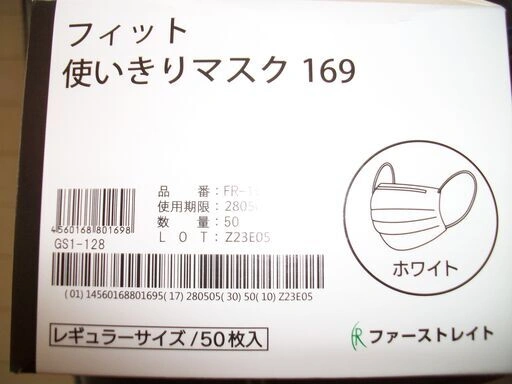 フィット
使いきりマスク 169
品 番:FR-
使用期限:2805
数 量:50
LOT:Z23E05
4560168801698
GS1-128
(01)14560168801695(17)280505(30)50(10)Z23E05
ホワイト
レギュラーサイズ/50枚入
ファーストレイト